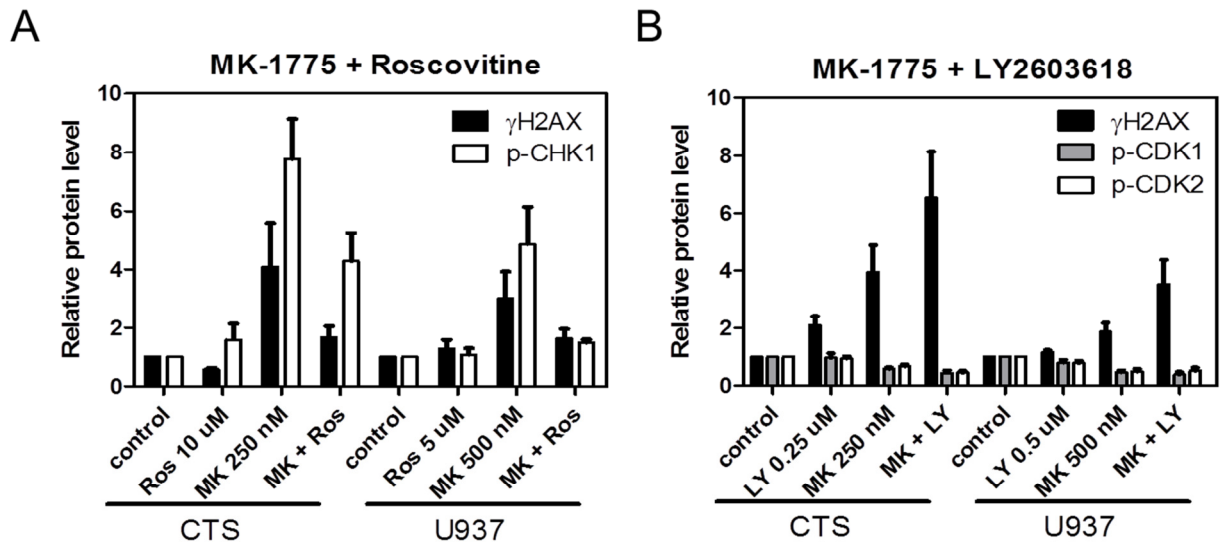 A
MK-1775 + Roscovitine
Relative protein level
10
8
6
4
2
0
γH2AX
p-CHK1
control
Ros 10 uM
MK 250 nM
MK + Ros
control
Ros 5 uM
MK 500 nM
MK + Ros
CTS
U937
B
MK-1775 + LY2603618
Relative protein level
10
8
6
4
2
0
γH2AX
p-CDK1
p-CDK2
control
LY 0.25 uM
MK 250 nM
MK + LY
control
LY 0.5 uM
MK 500 nM
MK + LY
CTS
U937